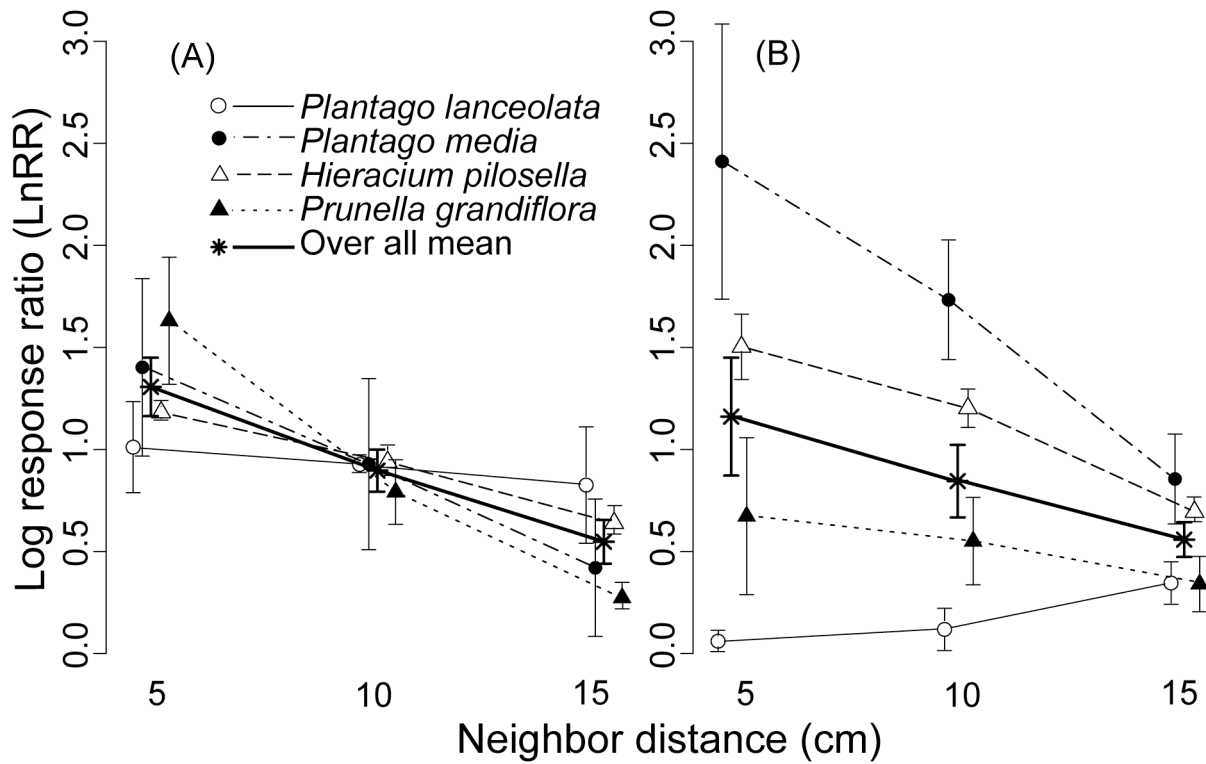 Log response ratio (LnRR)
3.0
2.5
2.0
1.5
1.0
0.5
0.0
(A)
Plantago lanceolata
Plantago media
Hieracium pilosella
Prunella grandiflora
Over all mean
5 10 15
3.0
2.5
2.0
1.5
1.0
0.5
0.0
(B)
5 10 15
Neighbor distance (cm)